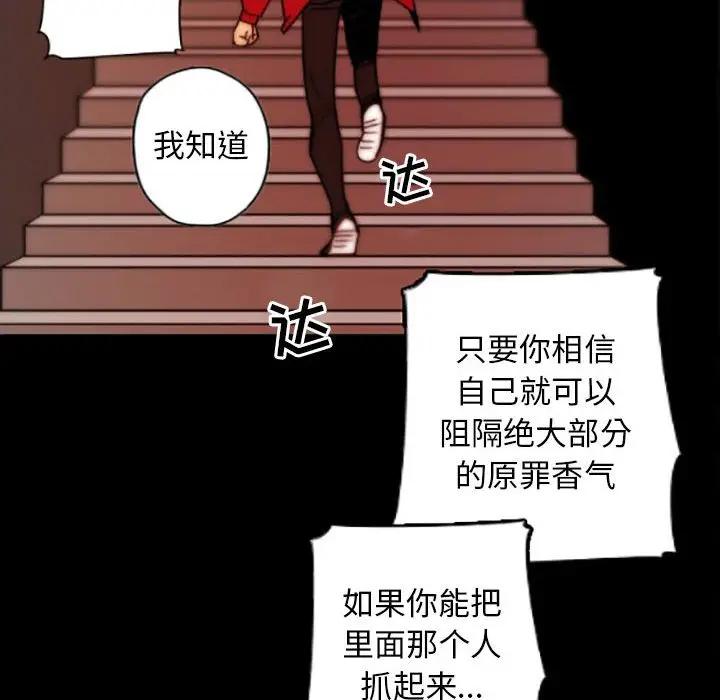 我知道
达
达
只要你相信
自己就可以
阻隔绝大部分
的原罪香气
如果你能把
里面那个人
抓起来...